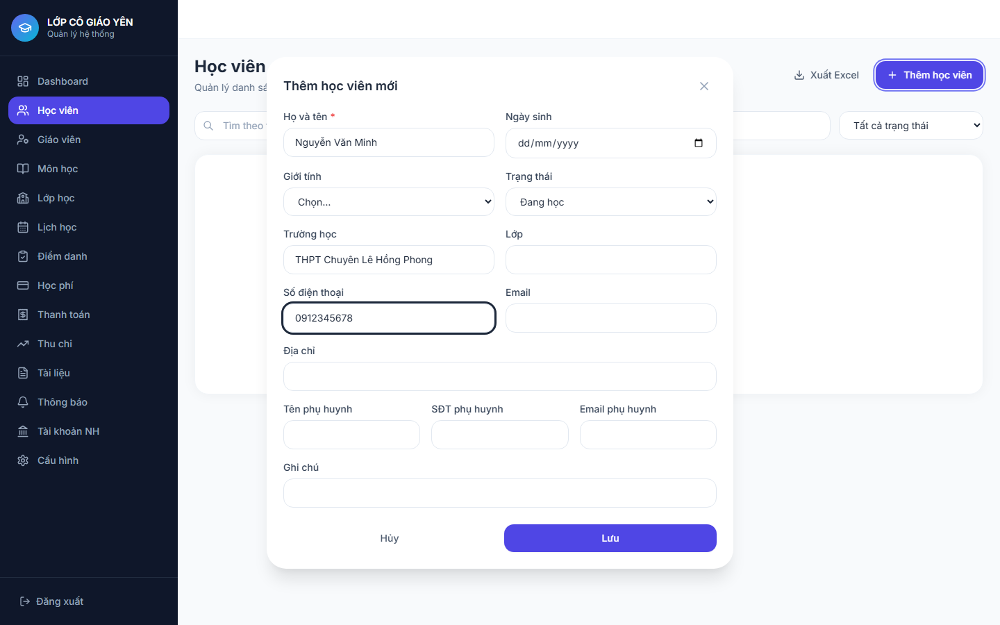 LỚP CÔ GIÁO YÊN
Quản lý hệ thống
Dashboard
Học viên
Giáo viên
Môn học
Lớp học
Lịch học
Điểm danh
Học phí
Thanh toán
Thu chi
Tài liệu
Thông báo
Tài khoản NH
Cấu hình
Đăng xuất
Học viên
Quản lý danh sá
Xuất Excel
Thêm học viên
Tìm theo
Tất cả trạng thái
Thêm học viên mới
Họ và tên *
Ngày sinh
Nguyễn Văn Minh
dd/mm/yyyy
Giới tính
Trạng thái
Chọn...
Đang học
Trường học
Lớp
THPT Chuyên Lê Hồng Phong
Số điện thoại
Email
0912345678
Địa chỉ
Tên phụ huynh
SĐT phụ huynh
Email phụ huynh
Ghi chú
Hủy
Lưu